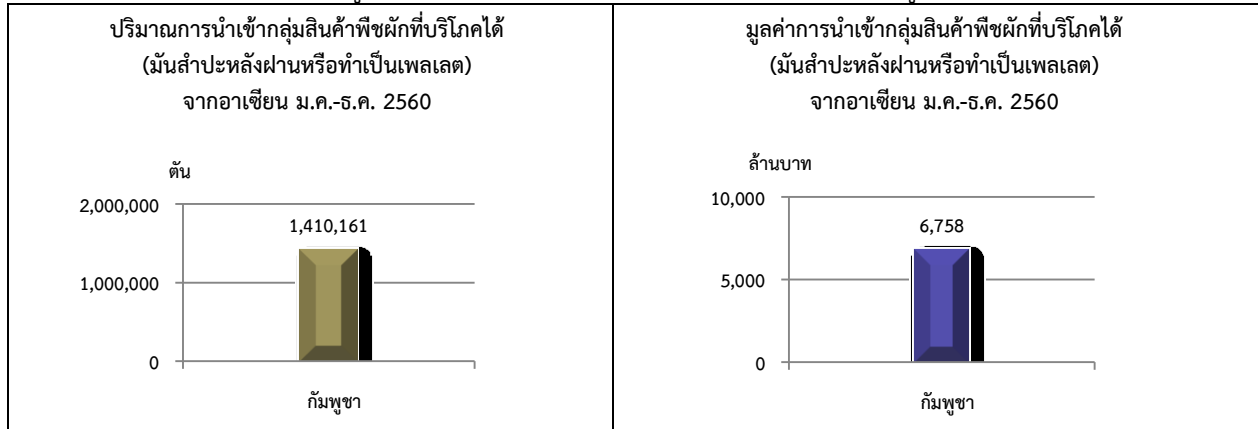 ปริมาณการนำเข้ากลุ่มสินค้าพืชผักที่บริโภคได้
(มันสำปะหลังฝานหรือทำเป็นเพลเลต)
จากอาเซียน ม.ค.-ธ.ค. 2560
ตัน
2,000,000
1,410,161
1,000,000
0
กัมพูชา
มูลค่าการนำเข้ากลุ่มสินค้าพืชผักที่บริโภคได้
(มันสำปะหลังฝานหรือทำเป็นเพลเลต)
จากอาเซียน ม.ค.-ธ.ค. 2560
ล้านบาท
10,000
6,758
5,000
0
กัมพูชา